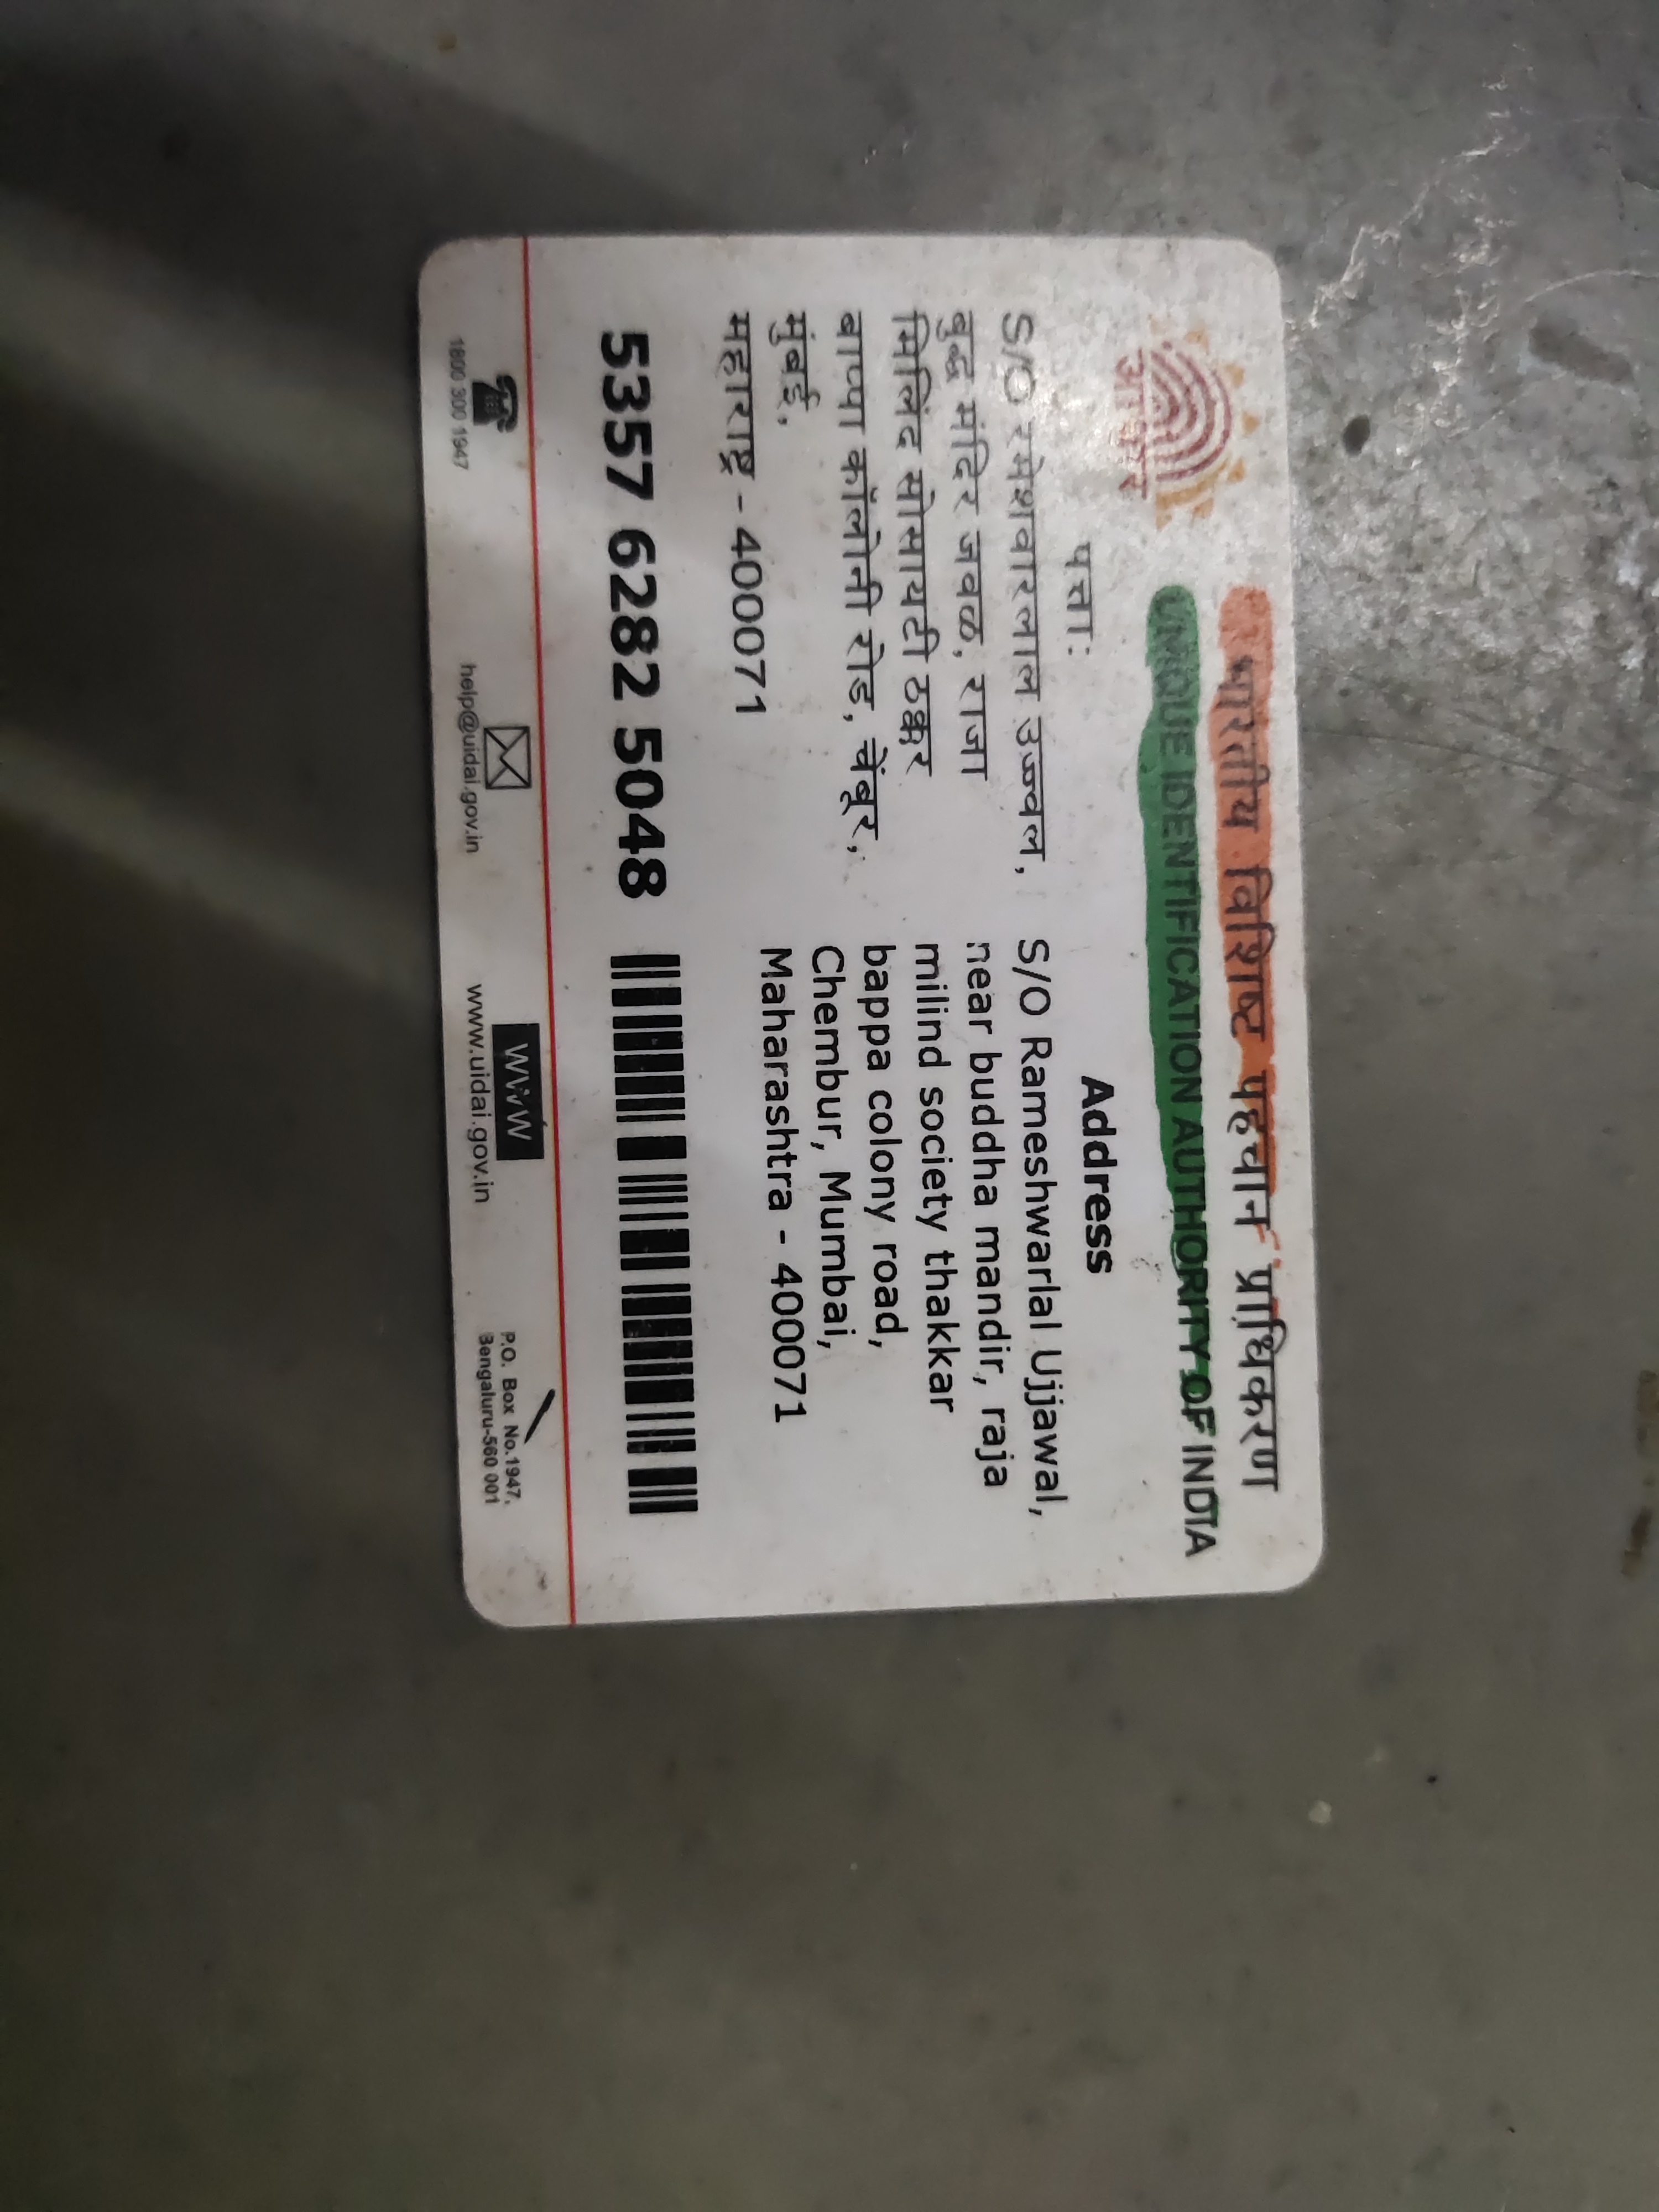 भारतीय विशिष्ट पहचान प्राधिकरण
UNIQUE IDENTIFICATION AUTHORITY OF INDIA
आधार
पत्ता:
S/O रमेशवारलाल उज्ज्वल,
बुद्ध मंदिर जवळ, राजा
मिलिंद सोसायटी ठक्कर
बाप्पा कॉलोनी रोड, चेंबूर,
मुंबई,
महाराष्ट्र - 400071
Address
S/O Rameshwarlal Ujjawal,
near buddha mandir, raja
milind society thakkar
bappa colony road,
Chembur, Mumbai,
Maharashtra - 400071
5357 6282 5048
1800 300 1947
help@uidai.gov.in
WWW
www.uidai.gov.in
P.O. Box No.1947,
Bengaluru-560 001